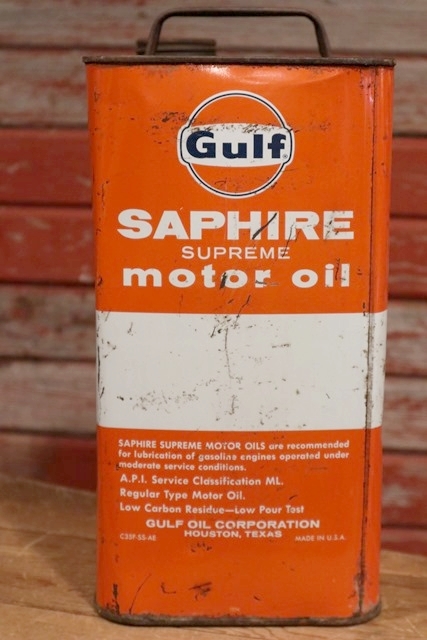 Gulf
SAPHIRE
SUPREME
motor oil
SAPHIRE SUPREME MOTOR OILS are recommended
for lubrication of gasoline engines operated under
moderate service conditions.
A.P.I. Service Classification ML.
Regular Type Motor Oil.
Low Carbon Residue—Low Pour Test
GULF OIL CORPORATION
HOUSTON, TEXAS
MADE IN U.S.A.